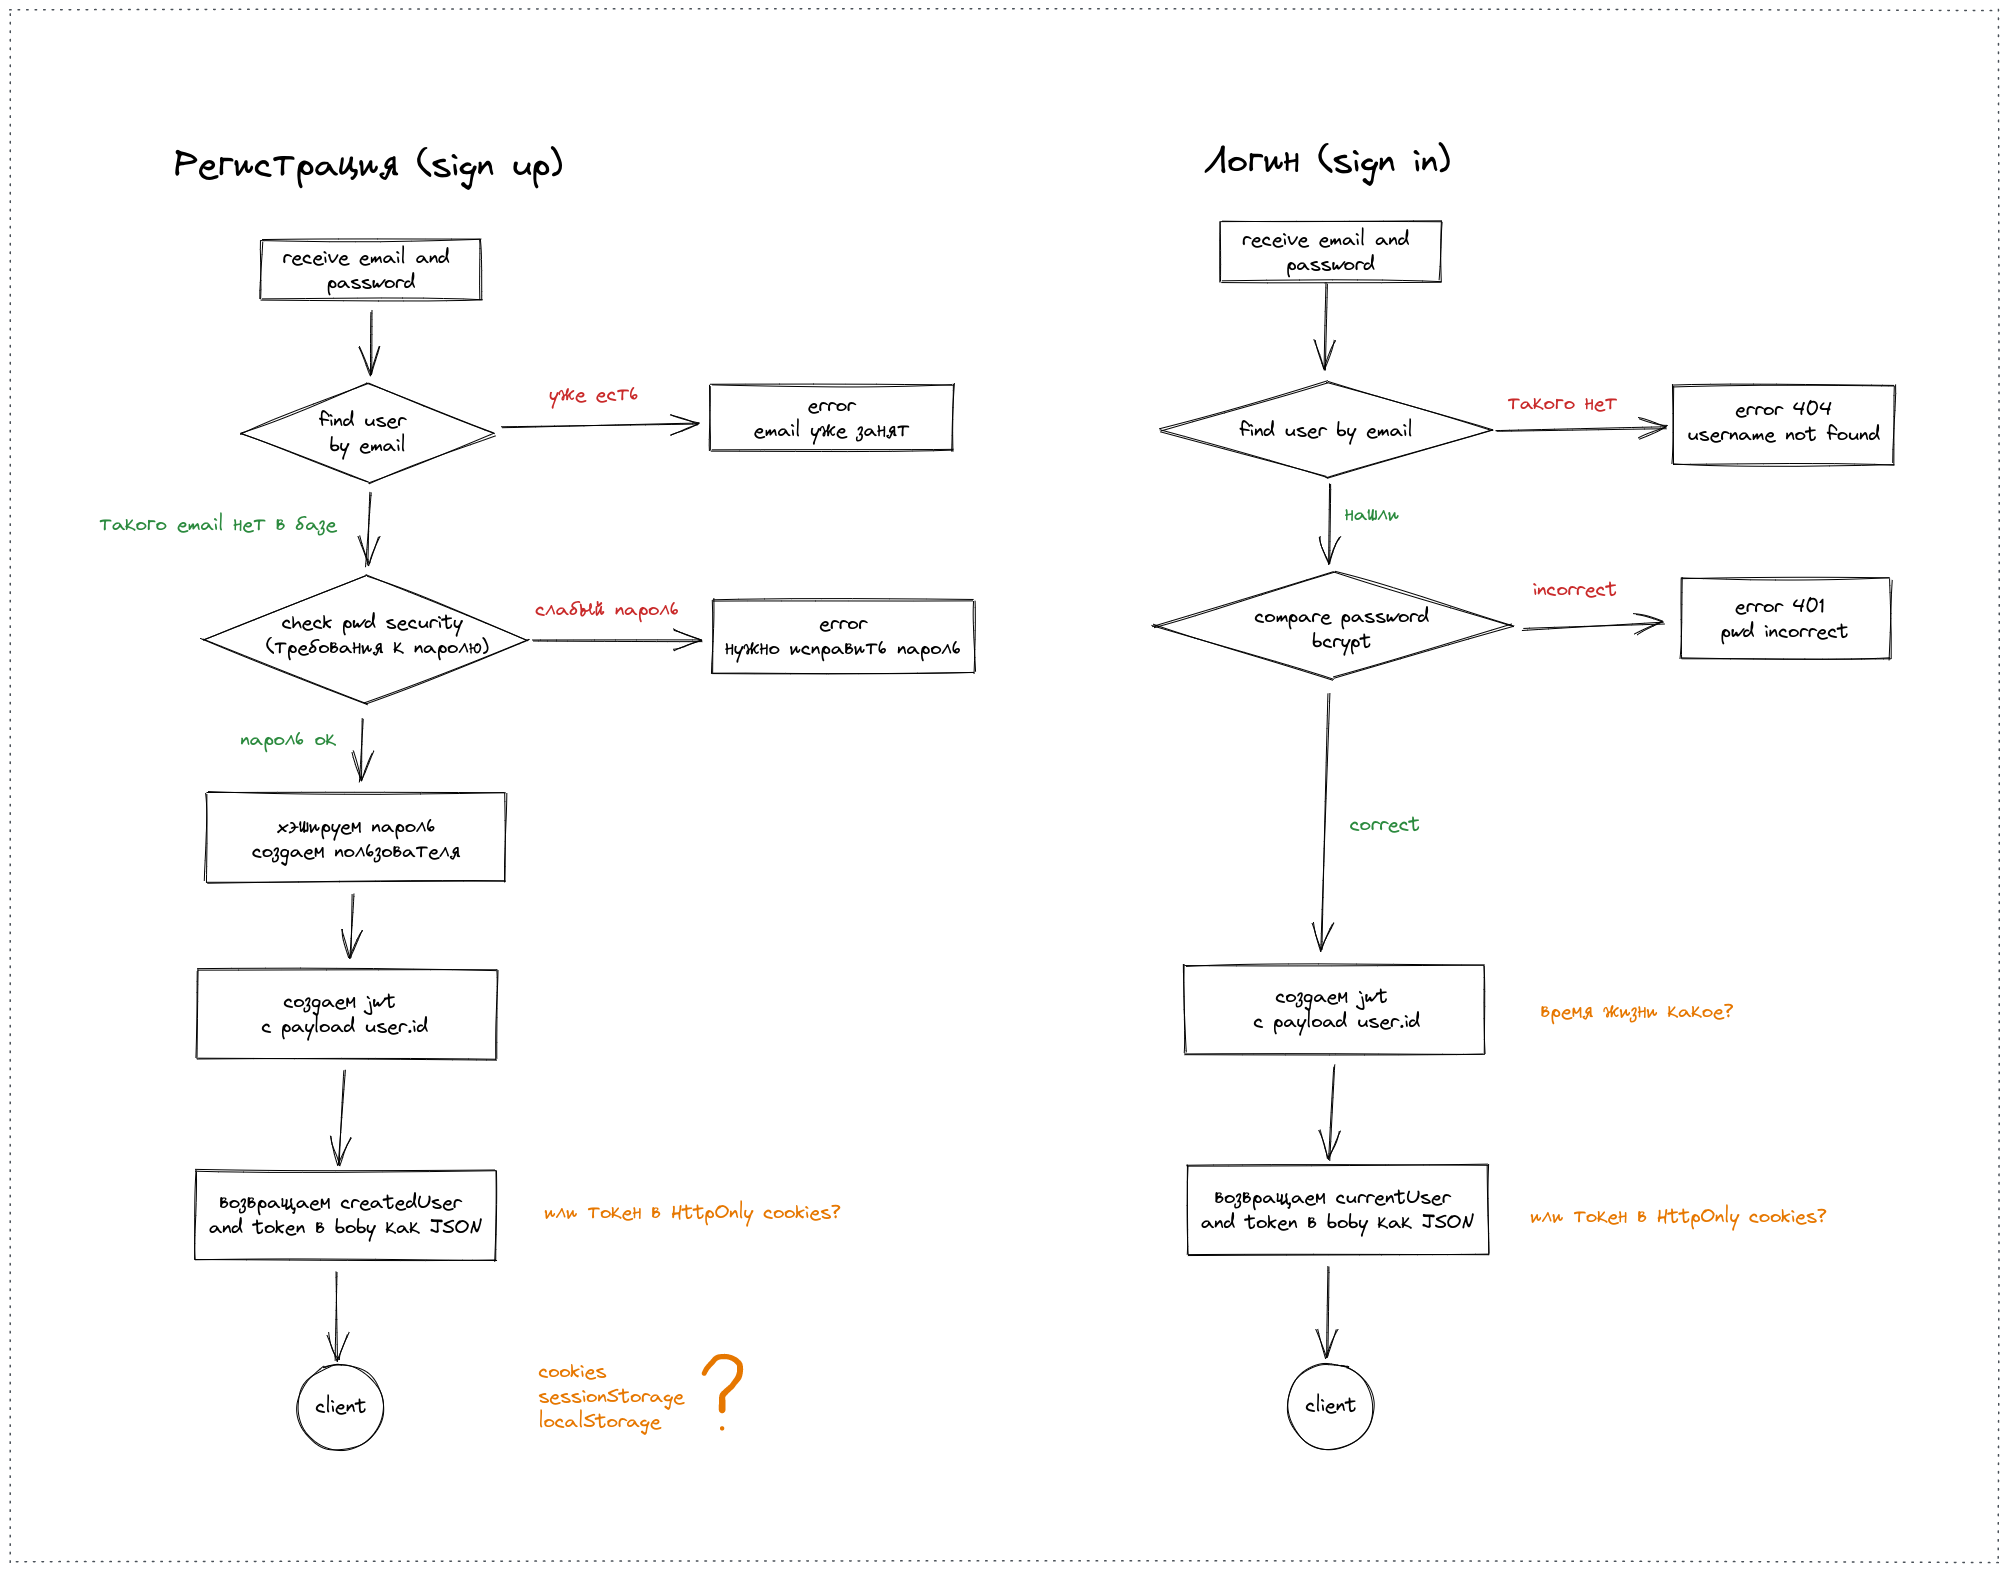 Регистрация (sign up)
receive email and
password
find user
by email
уже есть
error
email уже занят
такого email нет в базе
check pwd security
(требования к паролю)
слабый пароль
error
нужно исправить пароль
пароль ок
хэшируем пароль
создаем пользователя
создаем jwt
с payload user.id
возвращаем createdUser
and token в boby как JSON
или токен в HttpOnly cookies?
client
cookies
sessionStorage
localStorage
?
Логин (sign in)
receive email and
password
find user by email
такого нет
error 404
username not found
нашли
compare password
bcrypt
incorrect
error 401
pwd incorrect
correct
создаем jwt
с payload user.id
время жизни какое?
возвращаем currentUser
and token в boby как JSON
или токен в HttpOnly cookies?
client